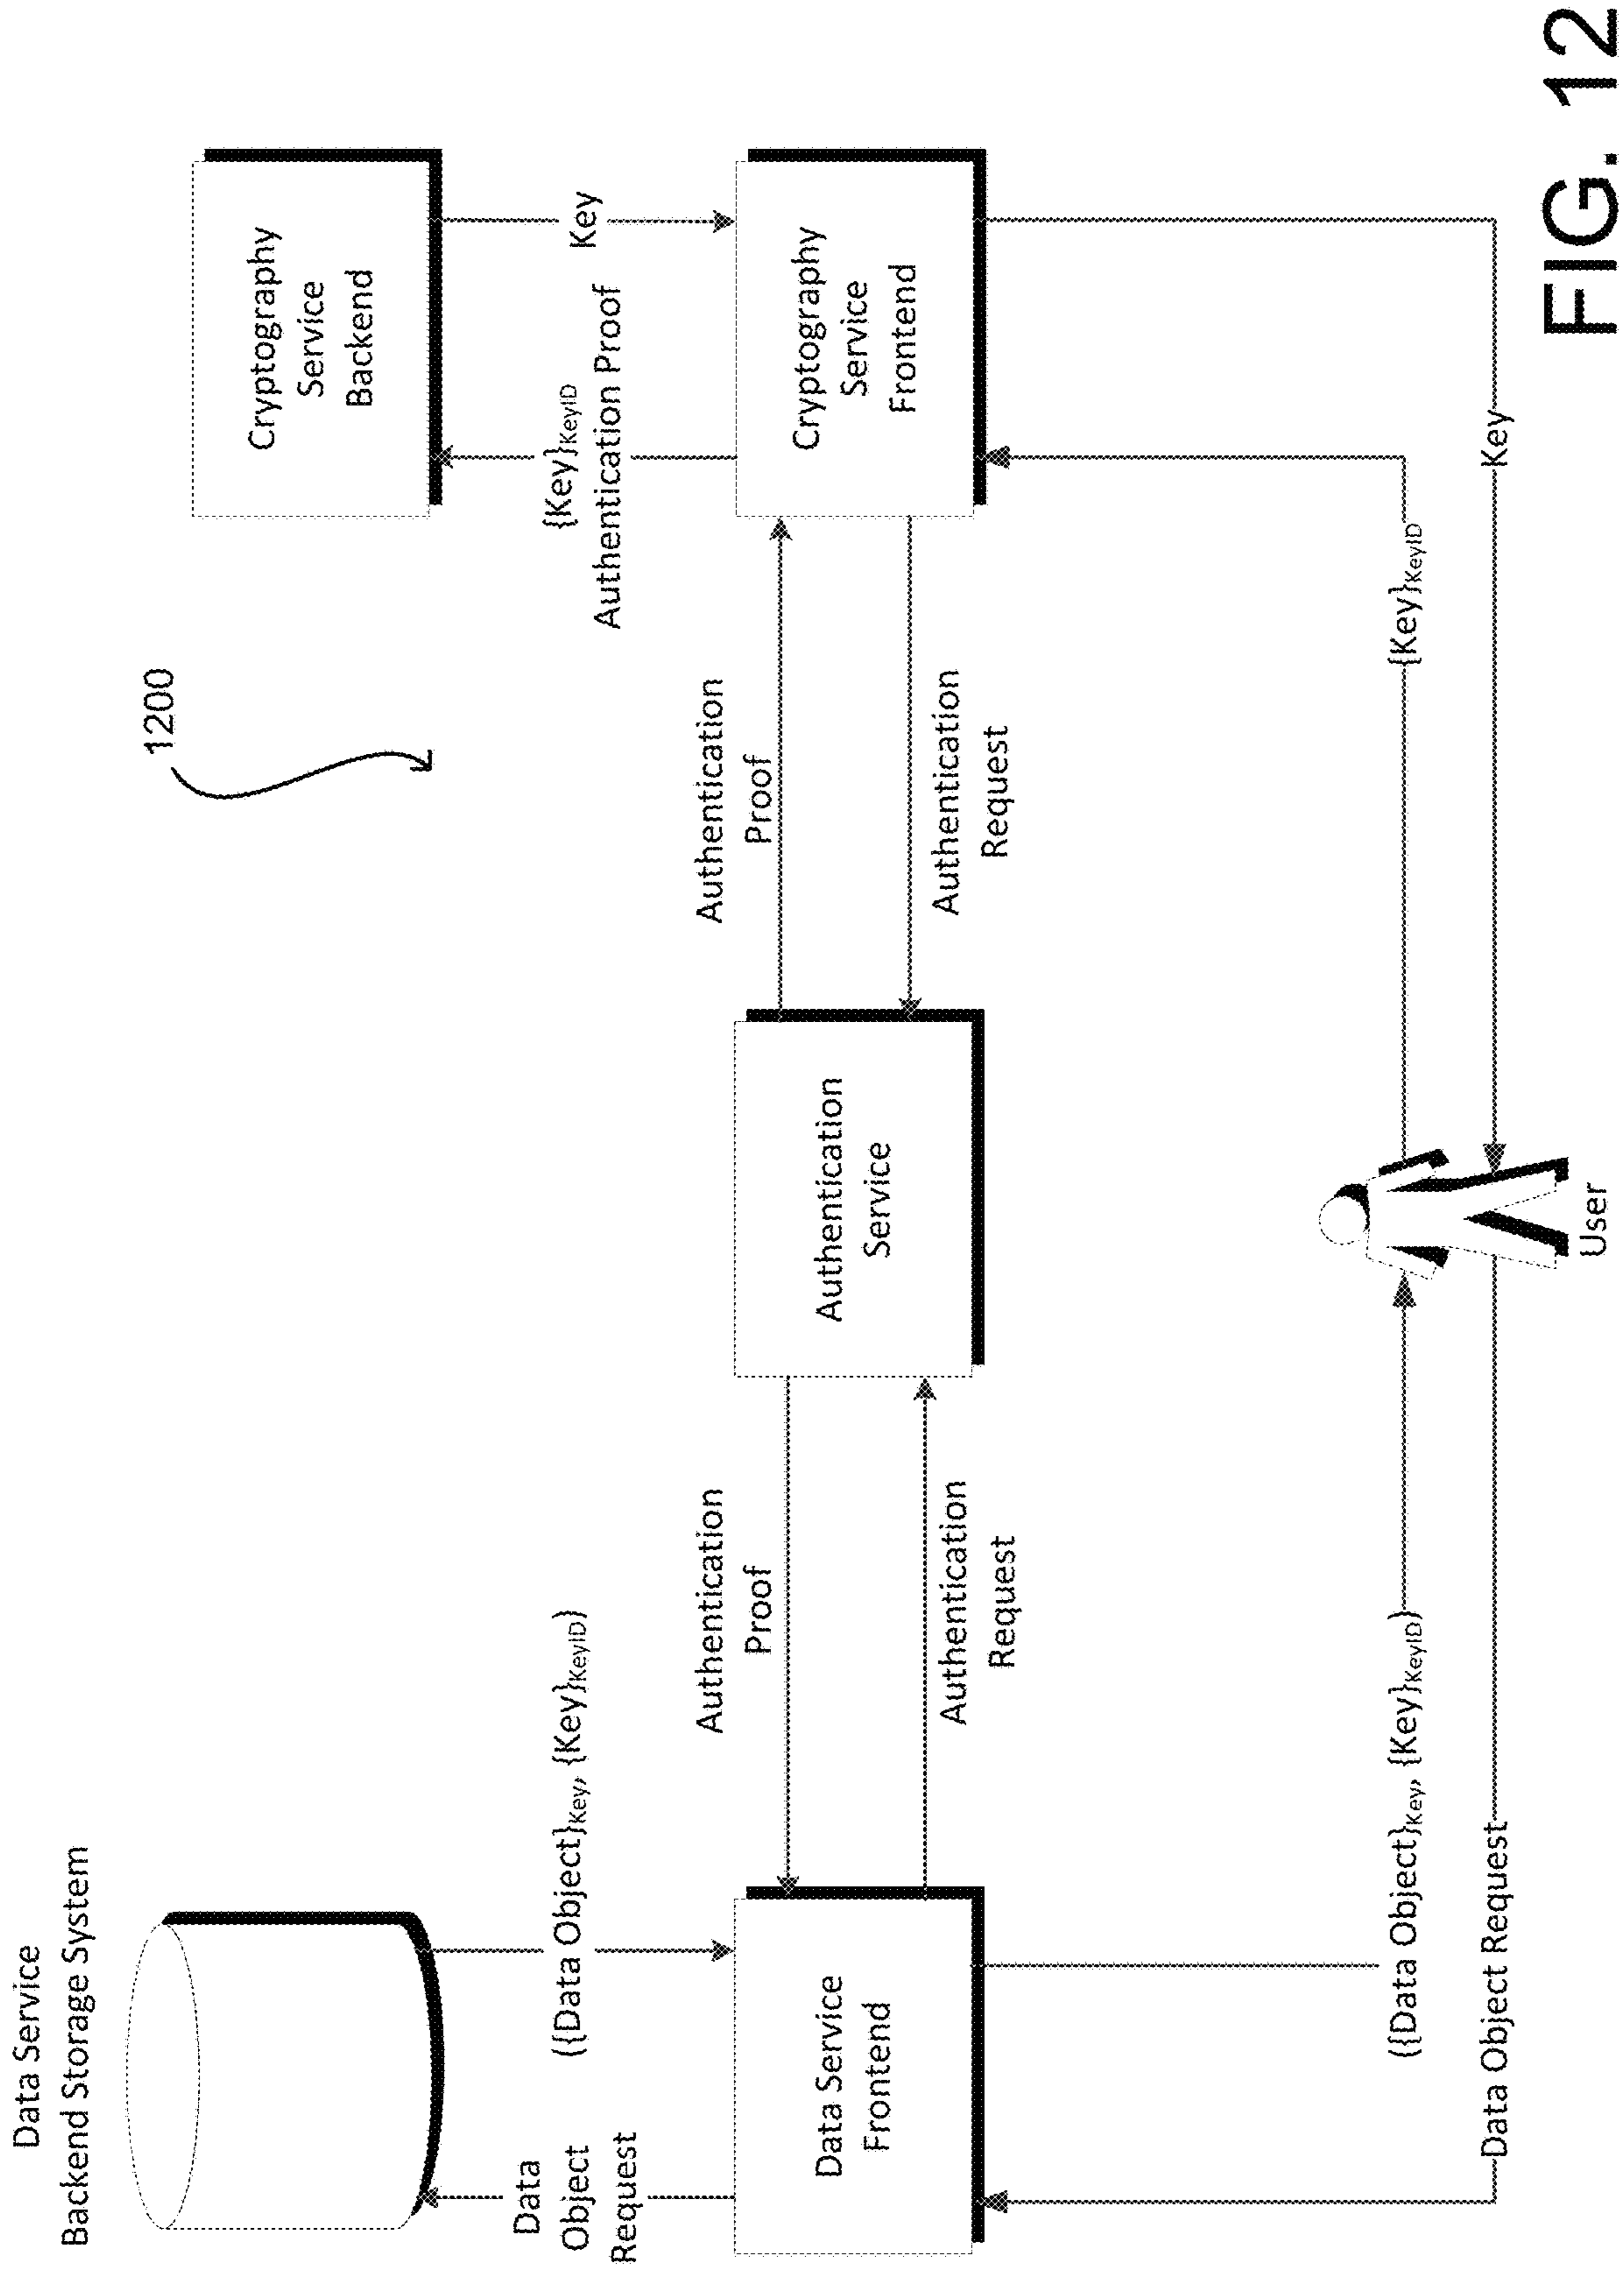 Data Service
Backend Storage System
1200
Cryptography
Service
Backend
Data
Object
Request
({Data Object}Key, {Key}KeyID)
{Key}KeyID
Authentication Proof
Key
Authentication
Proof
Authentication
Proof
Data Service
Frontend
Authentication
Service
Cryptography
Service
Frontend
Authentication
Request
Authentication
Request
({Data Object}Key, {Key}KeyID)
{Key}KeyID
Data Object Request
Key
User
FIG. 12